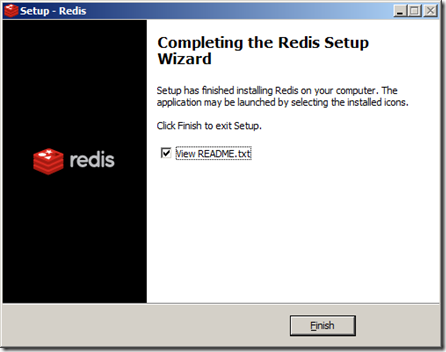 Setup - Redis
Completing the Redis Setup
Wizard
Setup has finished installing Redis on your computer. The
application may be launched by selecting the installed icons.
Click Finish to exit Setup.
View README.txt
redis
Finish